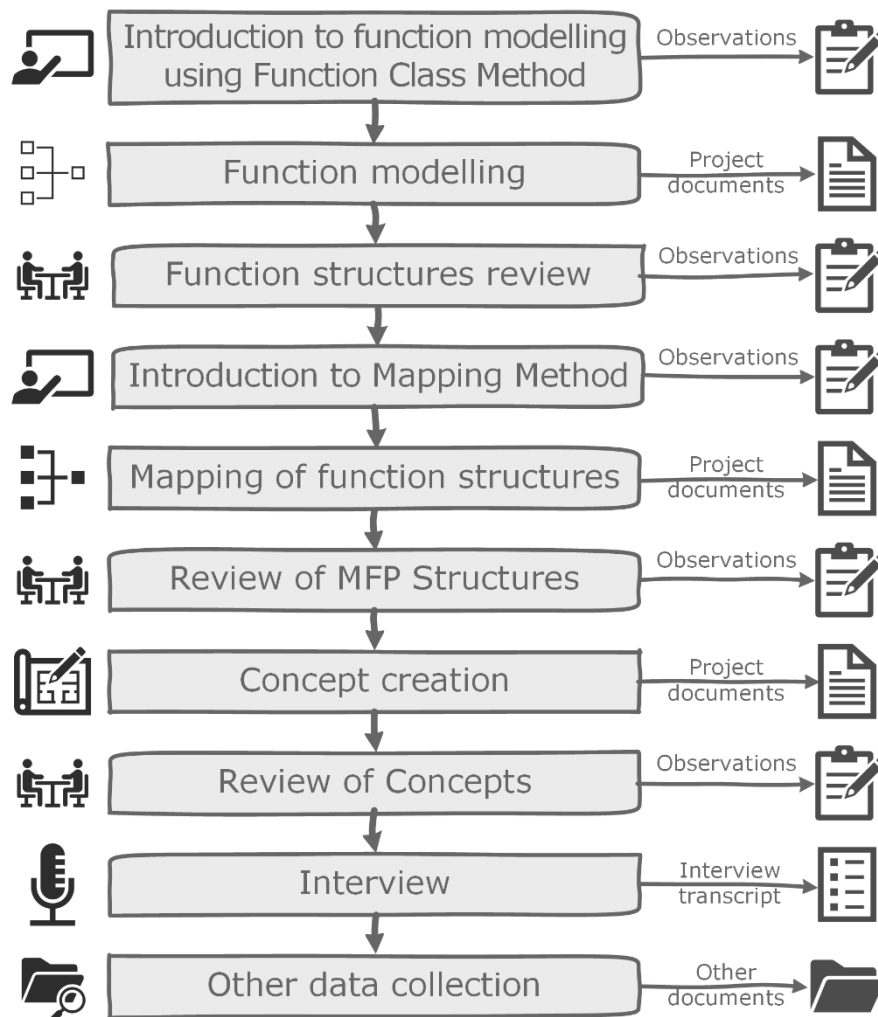 Introduction to function modelling
using Function Class Method
Observations
Function modelling
Project
documents
Function structures review
Observations
Introduction to Mapping Method
Observations
Mapping of function structures
Project
documents
Review of MFP Structures
Observations
Concept creation
Project
documents
Review of Concepts
Observations
Interview
Interview
transcript
Other data collection
Other
documents